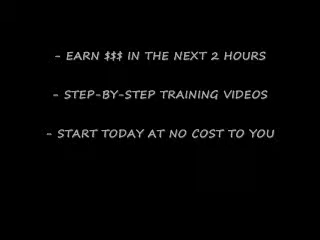 - EARN $$$ IN THE NEXT 2 HOURS
- STEP-BY-STEP TRAINING VIDEOS
- START TODAY AT NO COST TO YOU